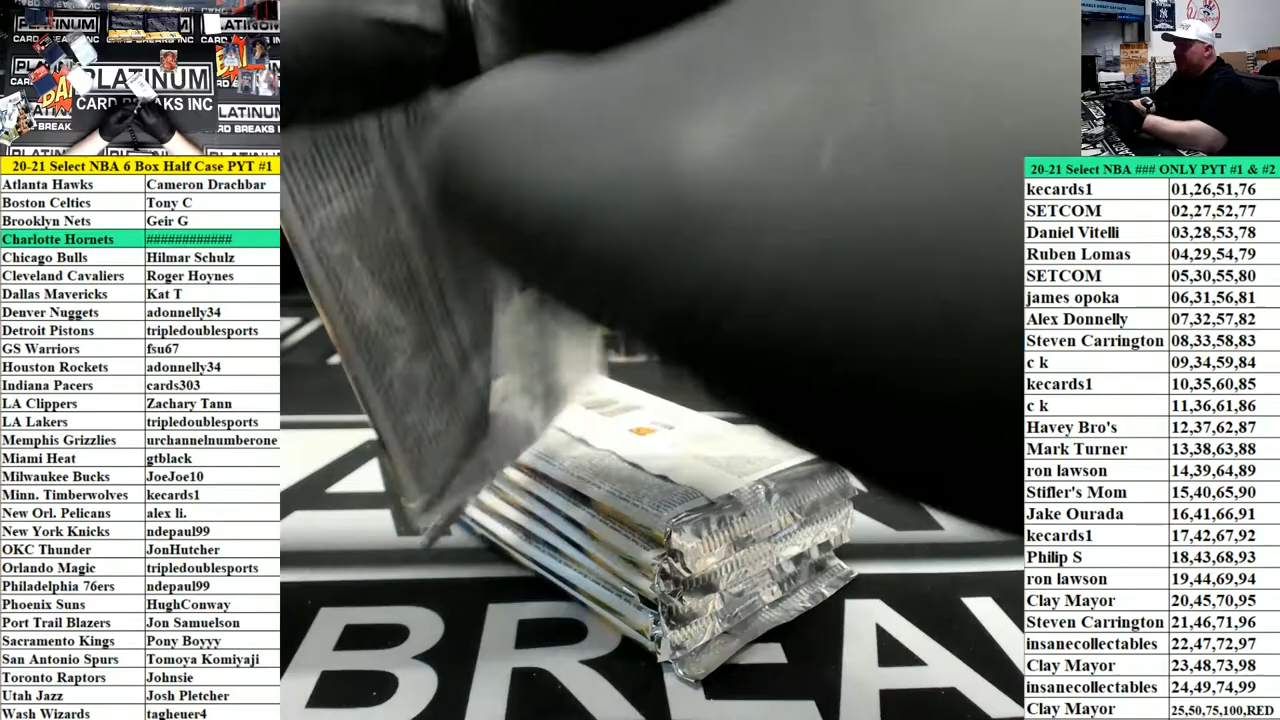 PLATINUM
CARD BREAKS INC
20-21 Select NBA 6 Box Half Case PYT #1
Atlanta Hawks Cameron Drachbar
Boston Celtics Tony C
Brooklyn Nets Geir G
Charlotte Hornets ############
Chicago Bulls Hilmar Schulz
Cleveland Cavaliers Roger Hoynes
Dallas Mavericks Kat T
Denver Nuggets adonnelly34
Detroit Pistons tripledoublesports
GS Warriors fsu67
Houston Rockets adonnelly34
Indiana Pacers cards303
LA Clippers Zachary Tann
LA Lakers tripledoublesports
Memphis Grizzlies urchannelnumberone
Miami Heat gtblack
Milwaukee Bucks JoeJoe10
Minn. Timberwolves kecards1
New Orl. Pelicans alex li.
New York Knicks ndepaul99
OKC Thunder JonHutcher
Orlando Magic tripledoublesports
Philadelphia 76ers ndepaul99
Phoenix Suns HughConway
Port Trail Blazers Jon Samuelson
Sacramento Kings Pony Boyyy
San Antonio Spurs Tomoya Komiyaji
Toronto Raptors Johnsie
Utah Jazz Josh Pletcher
Wash Wizards tagheuer4
BREA
20-21 Select NBA ### ONLY PYT #1 & #2
kecards1 01,26,51,76
SETCOM 02,27,52,77
Daniel Vitelli 03,28,53,78
Ruben Lomas 04,29,54,79
SETCOM 05,30,55,80
james opoka 06,31,56,81
Alex Donnelly 07,32,57,82
Steven Carrington 08,33,58,83
c k 09,34,59,84
kecards1 10,35,60,85
c k 11,36,61,86
Havey Bro's 12,37,62,87
Mark Turner 13,38,63,88
ron lawson 14,39,64,89
Stifler's Mom 15,40,65,90
Jake Ourada 16,41,66,91
kecards1 17,42,67,92
Philip S 18,43,68,93
ron lawson 19,44,69,94
Clay Mayor 20,45,70,95
Steven Carrington 21,46,71,96
insanecollectables 22,47,72,97
Clay Mayor 23,48,73,98
insanecollectables 24,49,74,99
Clay Mayor 25,50,75,100,RED